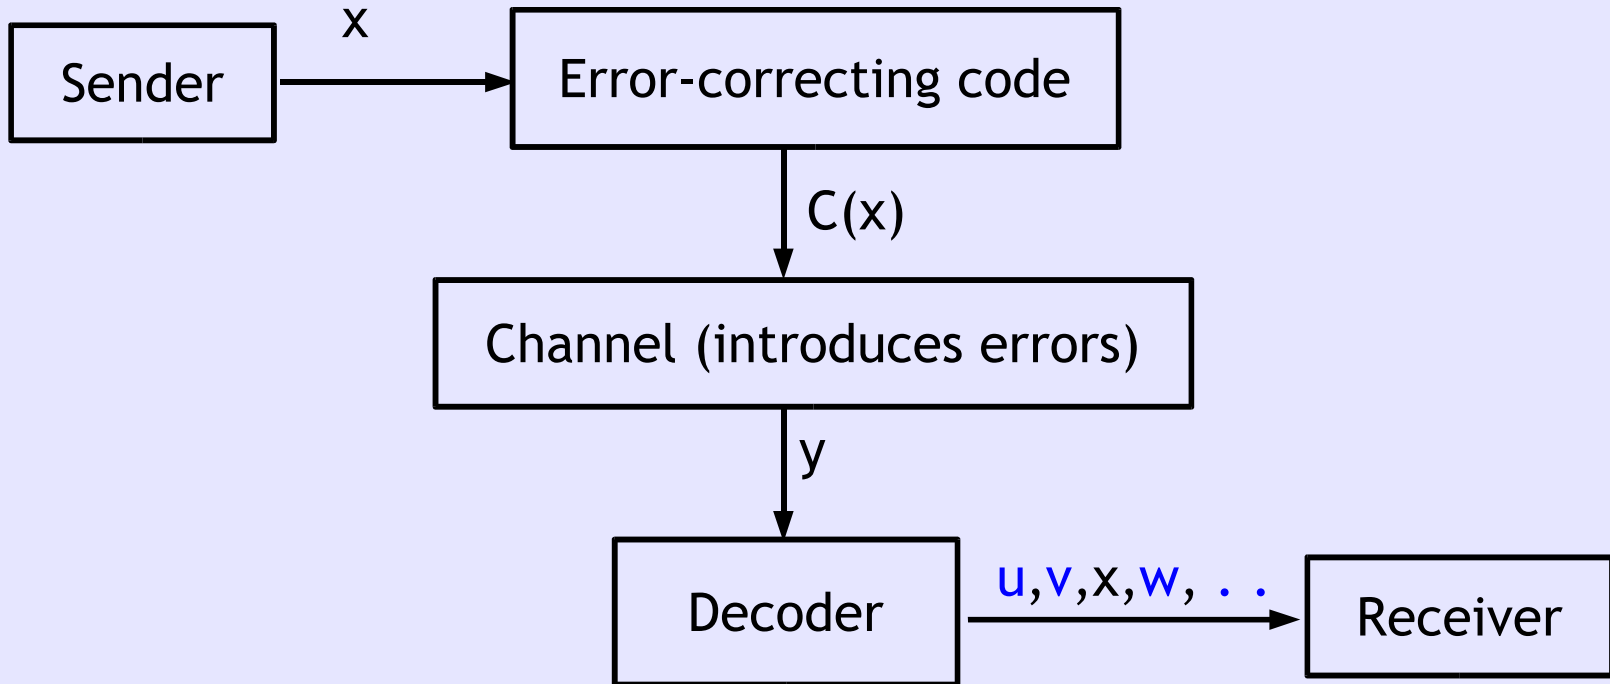 x
Sender
Error-correcting code
C(x)
Channel (introduces errors)
y
u,v,x,w, . .
Decoder
Receiver